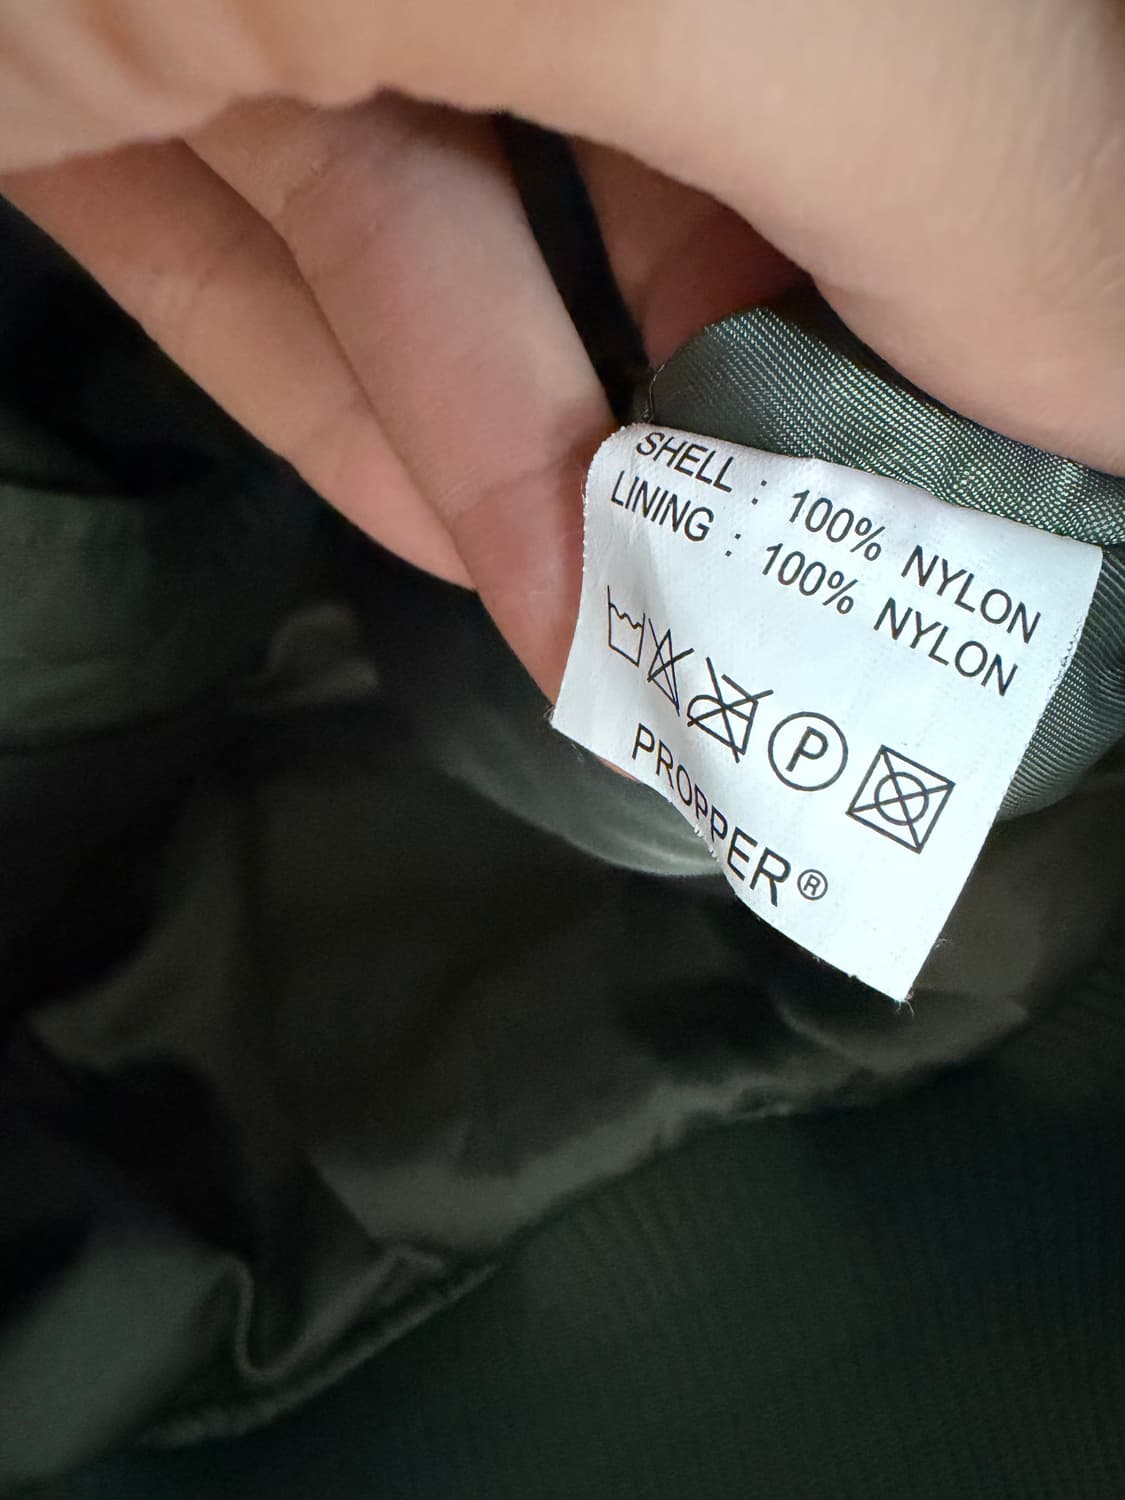 SHELL : 100% NYLON
LINING : 100% NYLON
P
PROPPER®